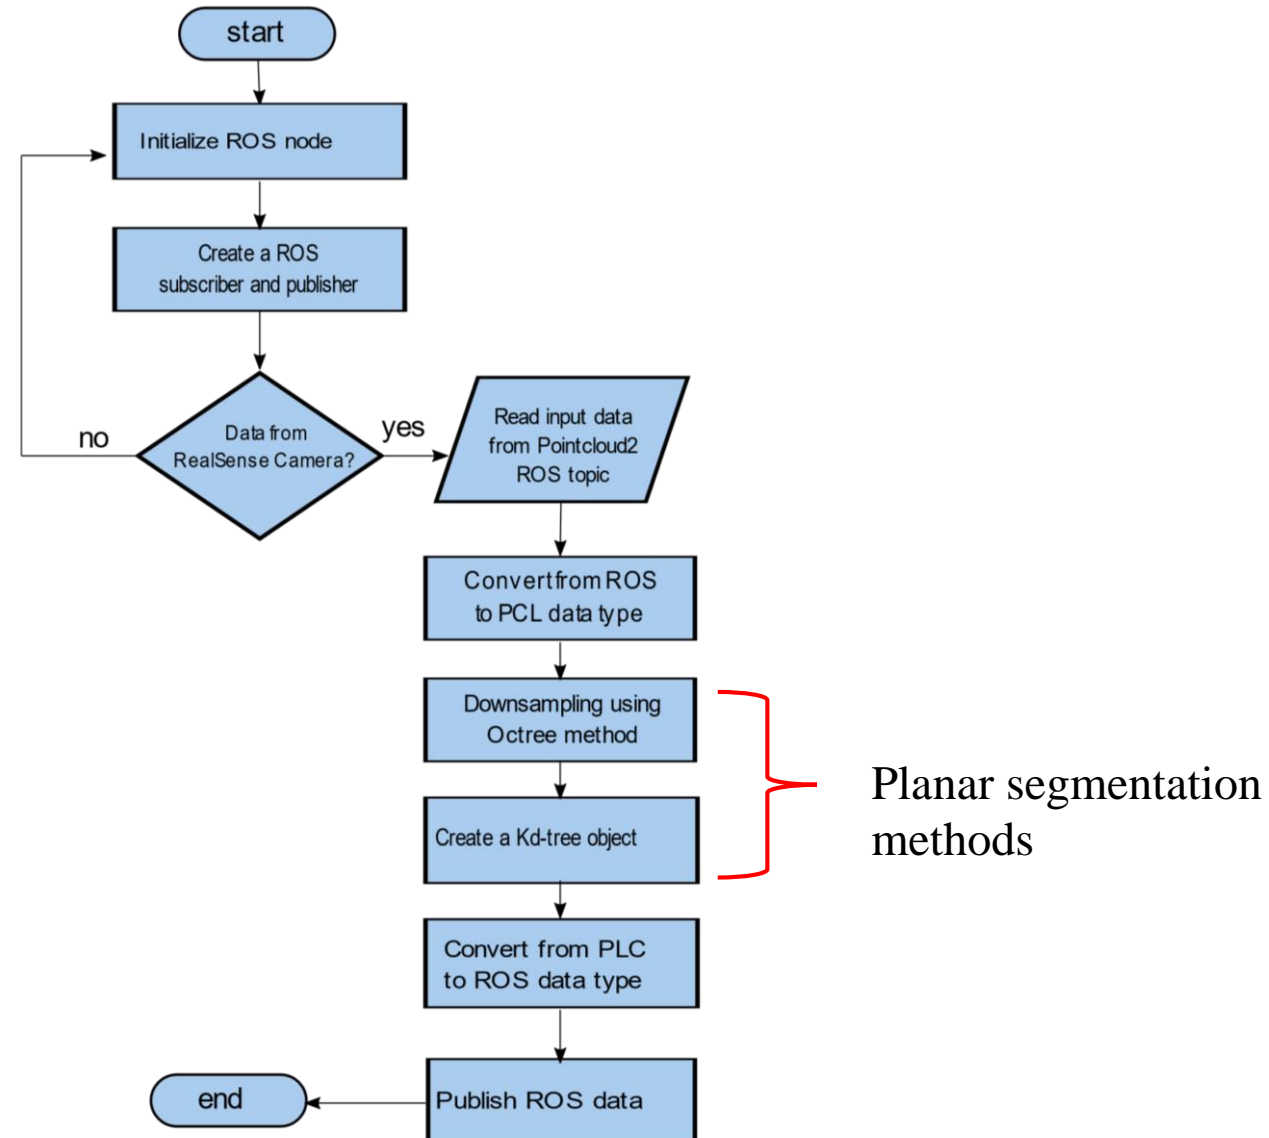 start
Initialize ROS node
Create a ROS
subscriber and publisher
Data from
RealSense Camera?
no
yes
Read input data
from Pointcloud2
ROS topic
Convert from ROS
to PCL data type
Downsampling using
Octree method
Create a Kd-tree object
Planar segmentation
methods
Convert from PLC
to ROS data type
Publish ROS data
end